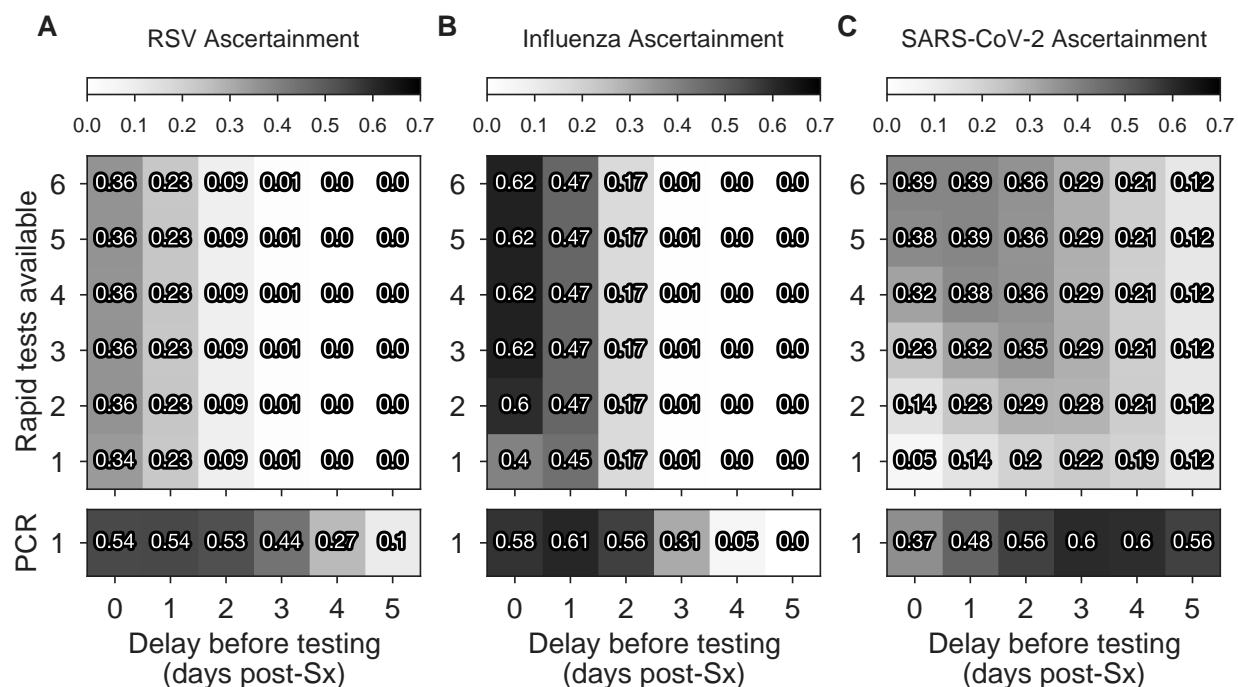 A
RSV Ascertainment
0.0 0.1 0.2 0.3 0.4 0.5 0.6 0.7
Rapid tests available
6 0.36 0.23 0.09 0.01 0.0 0.0
5 0.36 0.23 0.09 0.01 0.0 0.0
4 0.36 0.23 0.09 0.01 0.0 0.0
3 0.36 0.23 0.09 0.01 0.0 0.0
2 0.36 0.23 0.09 0.01 0.0 0.0
1 0.34 0.23 0.09 0.01 0.0 0.0
PCR
1 0.54 0.54 0.53 0.44 0.27 0.1
0 1 2 3 4 5
Delay before testing
(days post-Sx)
B
Influenza Ascertainment
0.0 0.1 0.2 0.3 0.4 0.5 0.6 0.7
6 0.62 0.47 0.17 0.01 0.0 0.0
5 0.62 0.47 0.17 0.01 0.0 0.0
4 0.62 0.47 0.17 0.01 0.0 0.0
3 0.62 0.47 0.17 0.01 0.0 0.0
2 0.6 0.47 0.17 0.01 0.0 0.0
1 0.4 0.45 0.17 0.01 0.0 0.0
1 0.58 0.61 0.56 0.31 0.05 0.0
0 1 2 3 4 5
Delay before testing
(days post-Sx)
C
SARS-CoV-2 Ascertainment
0.0 0.1 0.2 0.3 0.4 0.5 0.6 0.7
6 0.39 0.39 0.36 0.29 0.21 0.12
5 0.38 0.39 0.36 0.29 0.21 0.12
4 0.32 0.38 0.36 0.29 0.21 0.12
3 0.23 0.32 0.35 0.29 0.21 0.12
2 0.14 0.23 0.29 0.28 0.21 0.12
1 0.05 0.14 0.2 0.22 0.19 0.12
1 0.37 0.48 0.56 0.6 0.6 0.56
0 1 2 3 4 5
Delay before testing
(days post-Sx)